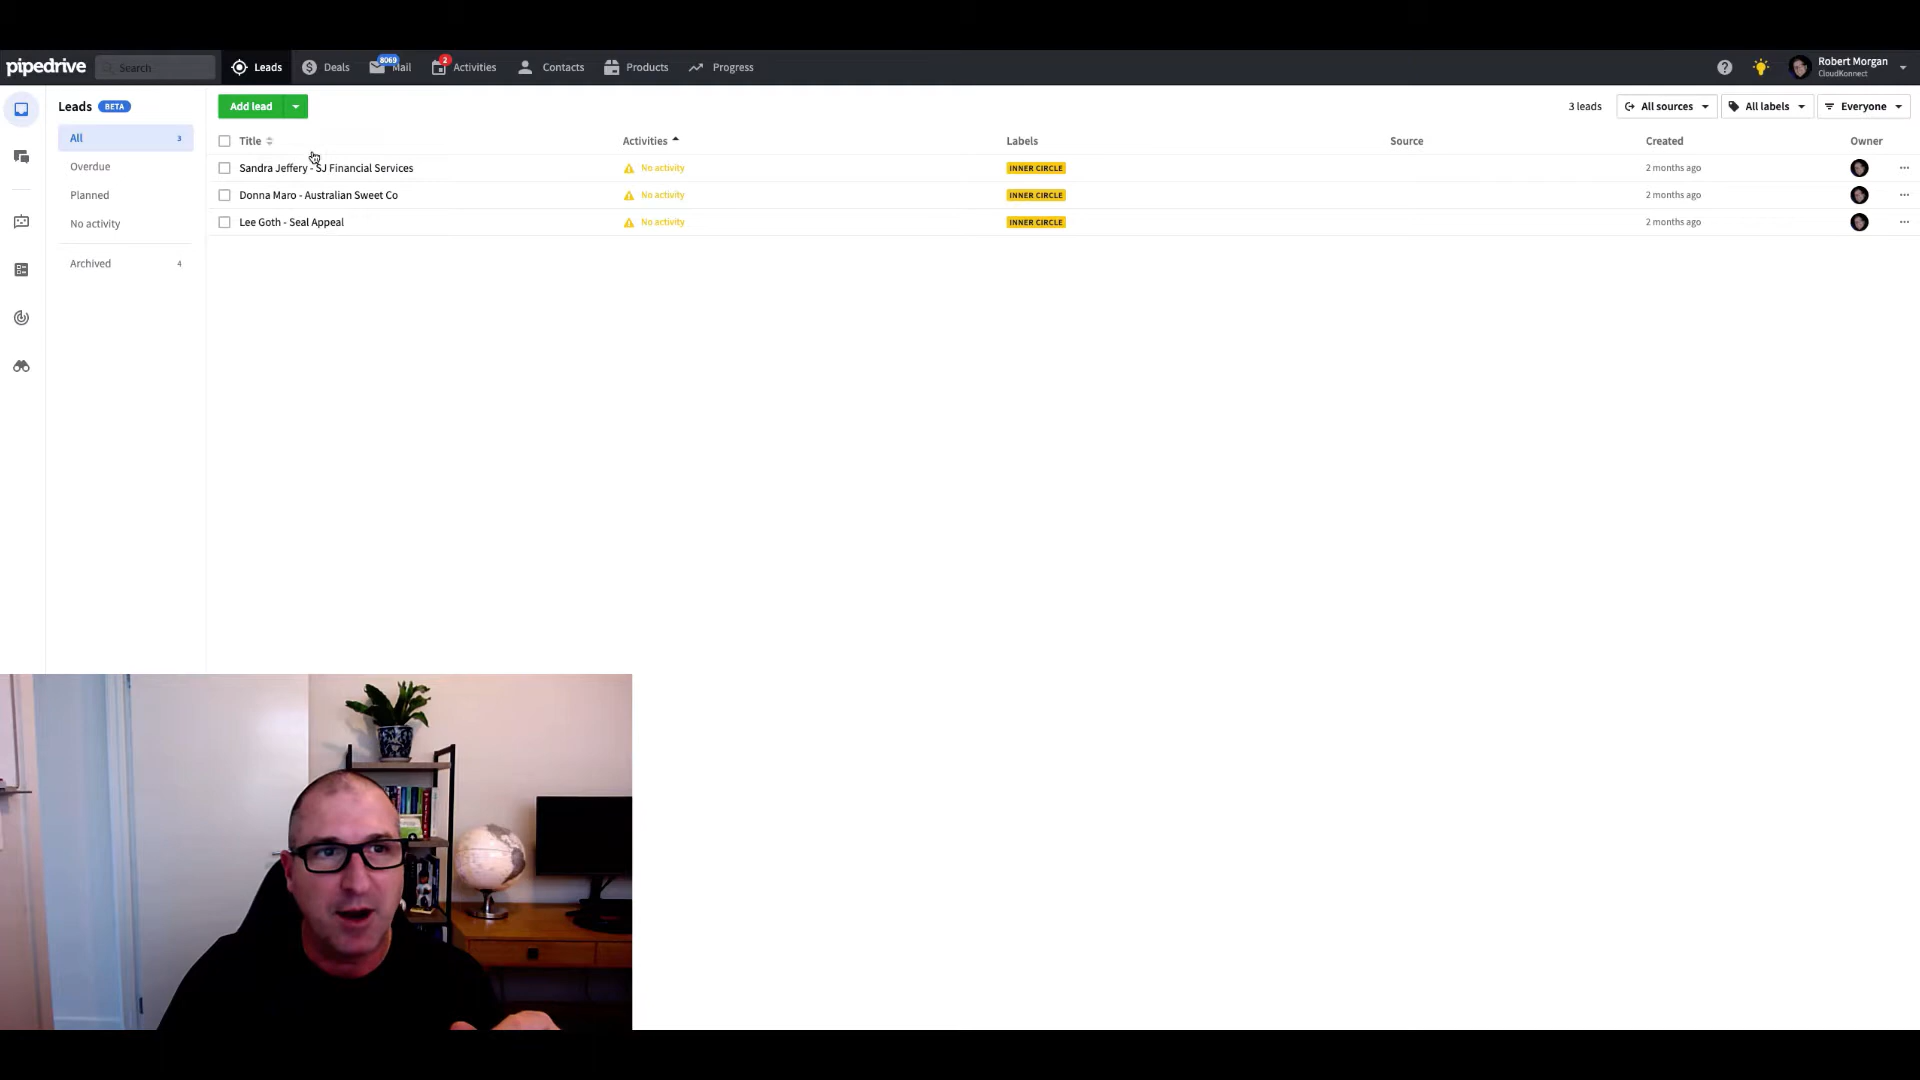 pipedrive Search Leads Deals 8069 Mail 2 Activities Contacts Products Progress Robert Morgan
CloudKonnect
Leads BETA Add lead 3 leads All sources All labels Everyone
All 3
Overdue
Planned
No activity
Archived 4
Title Activities Labels Source Created Owner
Sandra Jeffery - SJ Financial Services No activity INNER CIRCLE 2 months ago
Donna Maro - Australian Sweet Co No activity INNER CIRCLE 2 months ago
Lee Goth - Seal Appeal No activity INNER CIRCLE 2 months ago